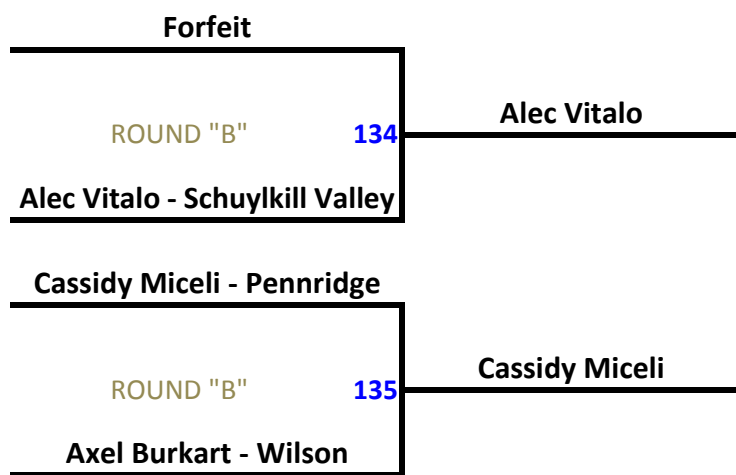 Forfeit
Alec Vitalo
ROUND "B" 134
Alec Vitalo - Schuylkill Valley
Cassidy Miceli - Pennridge
Cassidy Miceli
ROUND "B" 135
Axel Burkart - Wilson